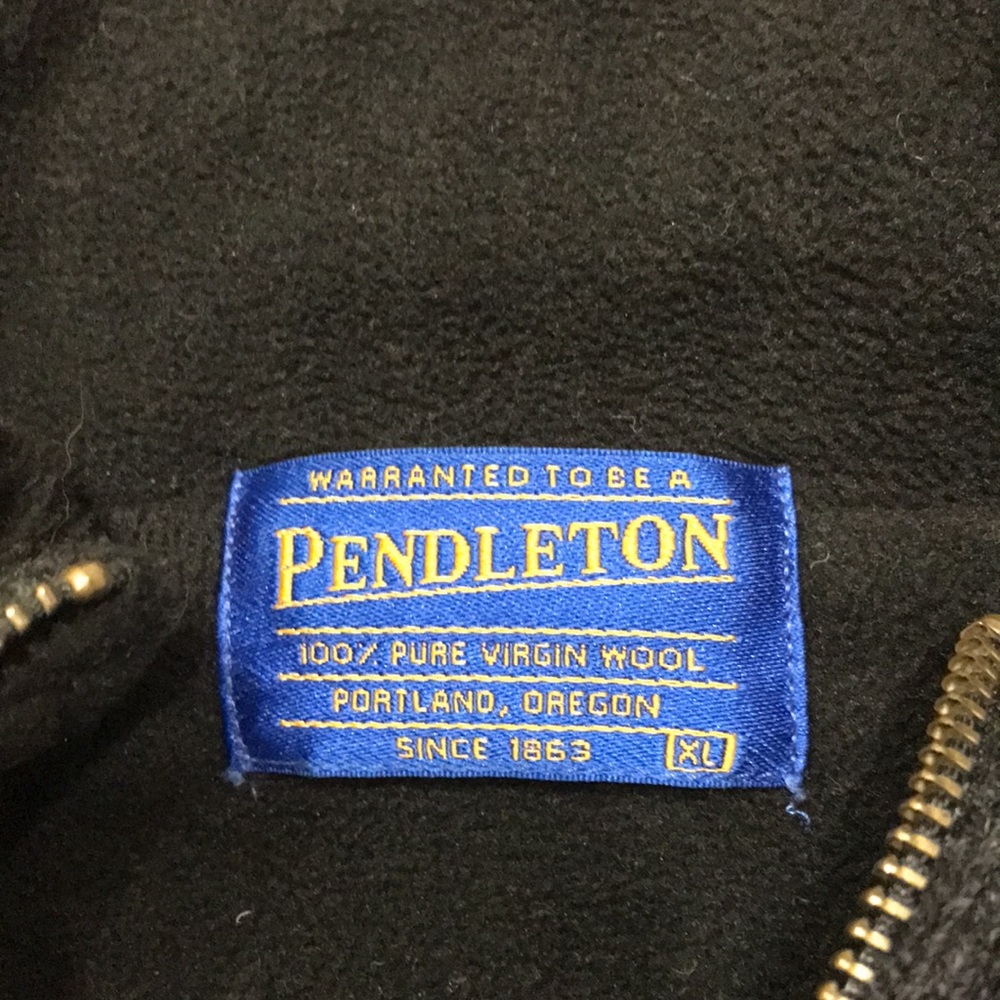 WARRANTED TO BE A
PENDLETON
100% PURE VIRGIN WOOL
PORTLAND, OREGON
SINCE 1863 XL